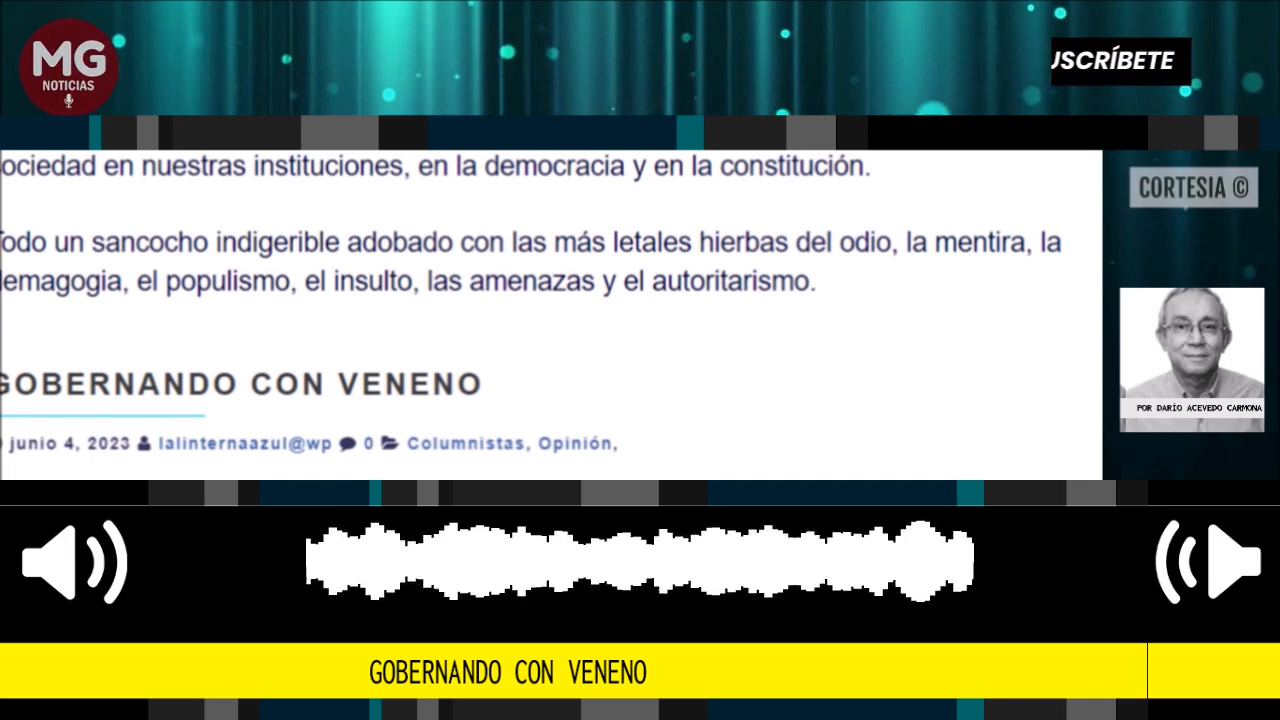 MG
NOTICIAS
USCRÍBETE
ociedad en nuestras instituciones, en la democracia y en la constitución.
odo un sancocho indigerible adobado con las más letales hierbas del odio, la mentira, la
lemagogia, el populismo, el insulto, las amenazas y el autoritarismo.
GOBERNANDO CON VENENO
junio 4, 2023 lalinternaazul@wp 0 Columnistas, Opinión,
CORTESIA ©
POR DARÍO ACEVEDO CARMONA
GOBERNANDO CON VENENO